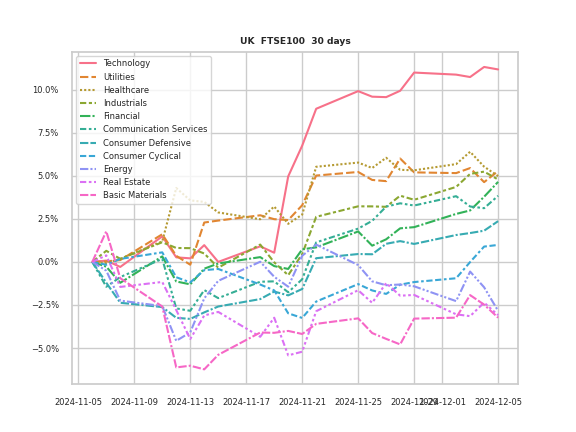 UK  FTSE100  30 days
Technology
Utilities
Healthcare
Industrials
Financial
Communication Services
Consumer Defensive
Consumer Cyclical
Energy
Real Estate
Basic Materials
10.0%
7.5%
5.0%
2.5%
0.0%
−2.5%
−5.0%
2024-11-05 2024-11-09 2024-11-13 2024-11-17 2024-11-21 2024-11-25 2024-11-29 2024-12-01 2024-12-05